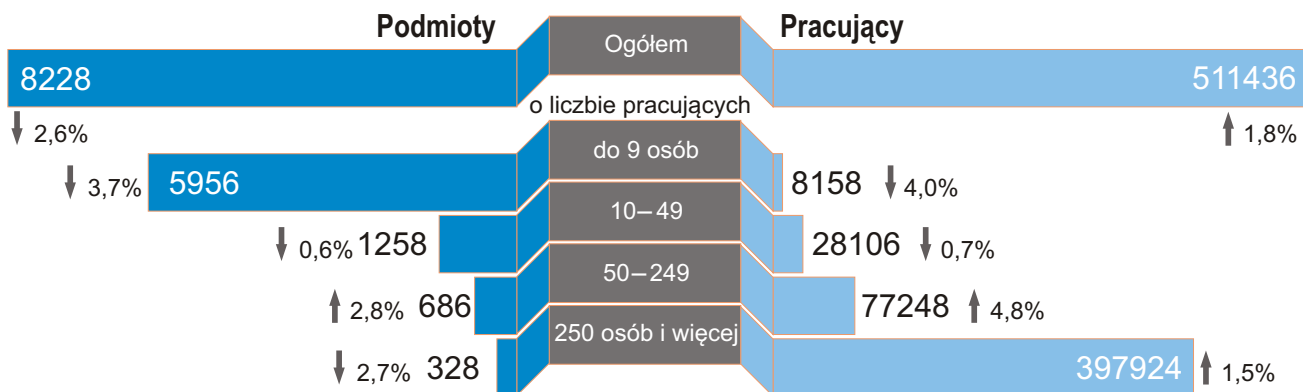 Podmioty Ogółem Pracujący
8228 511436
↓ 2,6% ↑ 1,8%
o liczbie pracujących
↓ 3,7% 5956 do 9 osób 8158 ↓ 4,0%
↓ 0,6% 1258 10–49 28106 ↓ 0,7%
↑ 2,8% 686 50–249 77248 ↑ 4,8%
↓ 2,7% 328 250 osób i więcej 397924 ↑ 1,5%